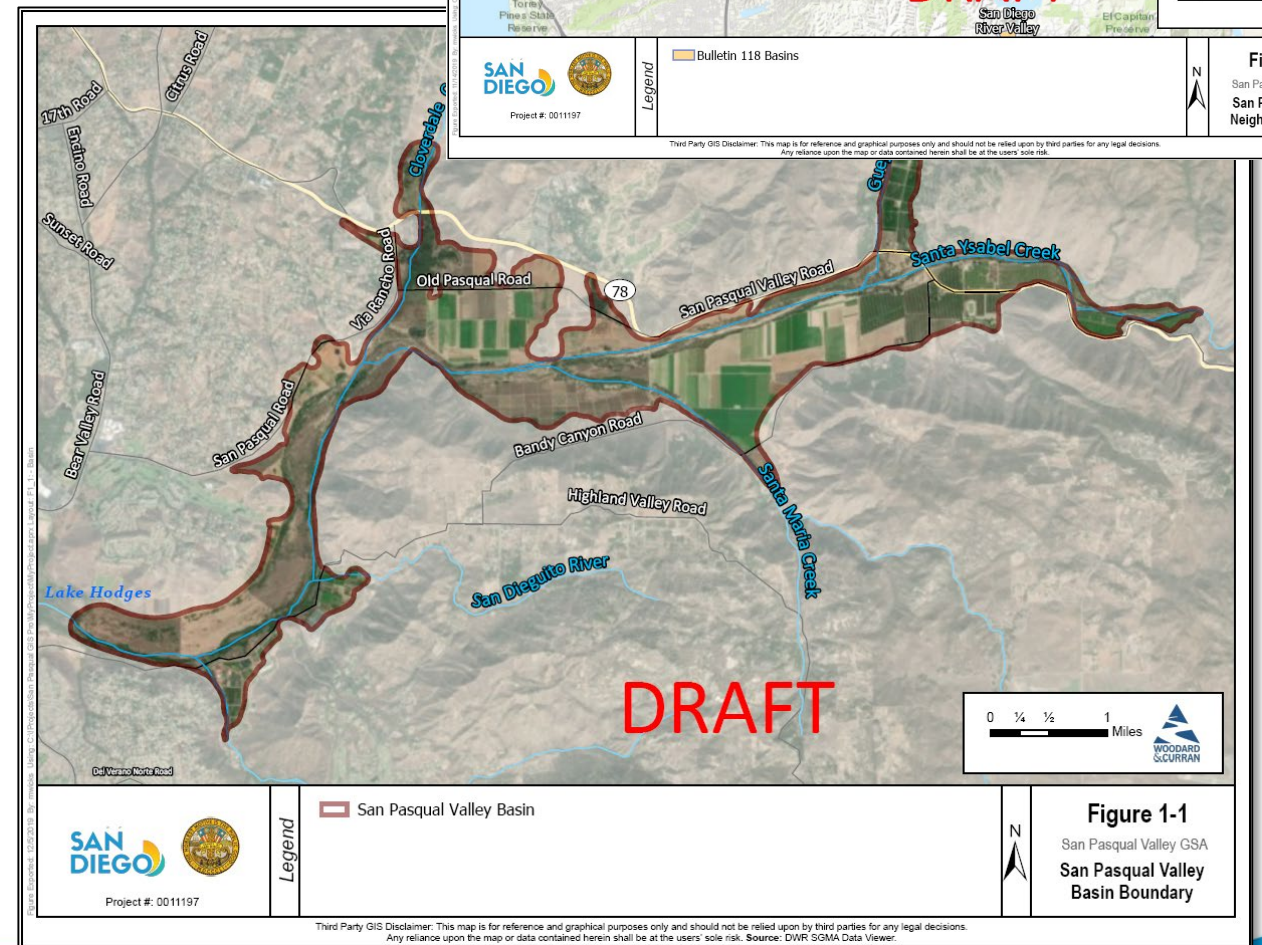 Torrey
Pines State
Reserve
San Diego
River Valley
El Capitan
Preserve
SAN
DIEGO
Project #: 0011197
Legend
Bulletin 118 Basins
N
Third Party GIS Disclaimer: This map is for reference and graphical purposes only and should not be relied upon by third parties for any legal decisions.
Any reliance upon the map or data contained herein shall be at the users' sole risk.
17th Road
Citrus Road
Encino Road
Sunset Road
Cloverdale
Via Rancho Road
Old Pasqual Road
78
San Pasqual Valley Road
Santa Ysabel Creek
San Pasqual Road
Bear Valley Road
Bandy Canyon Road
Highland Valley Road
Santa Maria Creek
San Dieguito River
Lake Hodges
Del Verano Norte Road
DRAFT
0 ¼ ½ 1
Miles
WOODARD
&CURRAN
SAN
DIEGO
Project #: 0011197
Legend
San Pasqual Valley Basin
N
Figure 1-1
San Pasqual Valley GSA
San Pasqual Valley
Basin Boundary
Third Party GIS Disclaimer: This map is for reference and graphical purposes only and should not be relied upon by third parties for any legal decisions.
Any reliance upon the map or data contained herein shall be at the users' sole risk. Source: DWR SGMA Data Viewer.